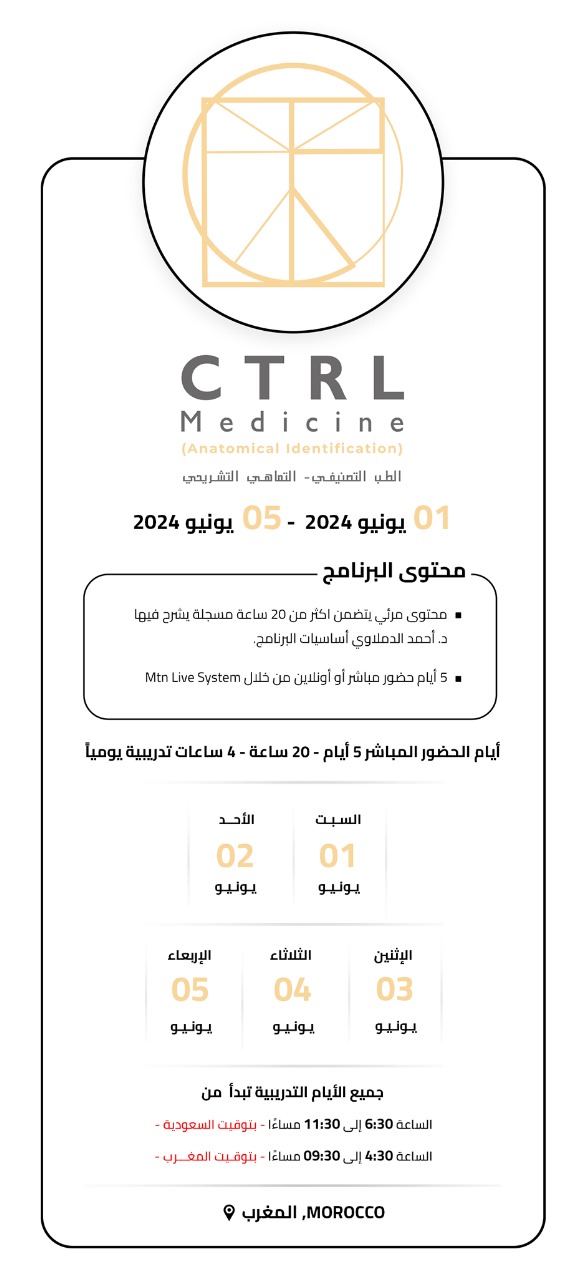 CTRL
Medicine
(Anatomical Identification)
الطب التصنيفي- التماهي التشريحي
01 يونيو 2024 - 05 يونيو 2024
محتوى البرنامج
▪ محتوى مرئي يتضمن اكثر من 20 ساعة مسجلة يشرح فيها
د. أحمد الدملاوي أساسيات البرنامج.
▪ 5 أيام حضور مباشر أو أونلاين من خلال Mtn Live System
أيام الحضور المباشر 5 أيام - 20 ساعة - 4 ساعات تدريبية يومياً
السبت الأحــد
01 02
يونيو يونيو
الإثنين الثلاثاء الإربعاء
03 04 05
يونيو يونيو يونيو
جميع الأيام التدريبية تبدأ من
الساعة 6:30 إلى 11:30 مساءًا - بتوقيت السعودية -
الساعة 4:30 إلى 09:30 مساءًا - بتوقيت المغــرب -
MOROCCO, المغرب